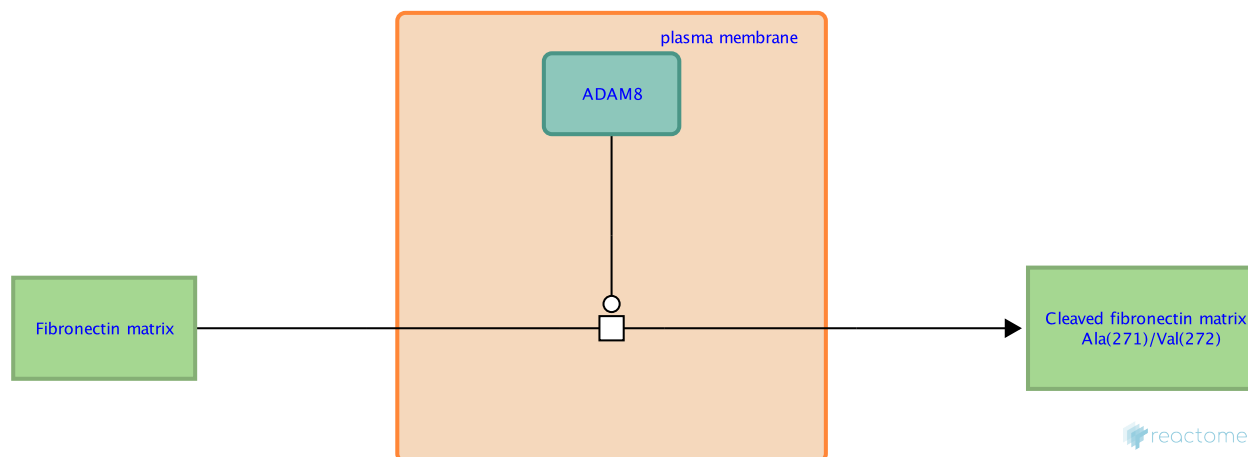 plasma membrane
ADAM8
Fibronectin matrix
Cleaved fibronectin matrix
Ala(271)/Val(272)
reactome